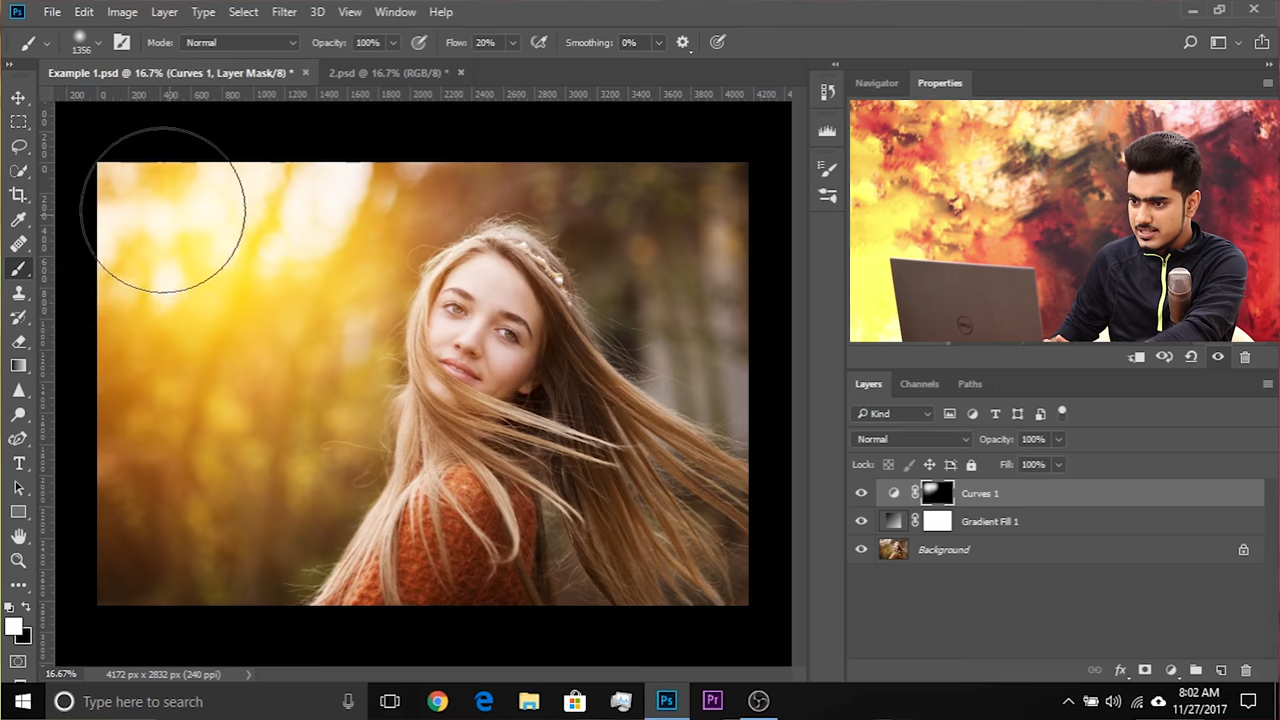 Ps File Edit Image Layer Type Select Filter 3D View Window Help
1356 Mode: Normal Opacity: 100% Flow: 20% Smoothing: 0%
Example 1.psd @ 16.7% (Curves 1, Layer Mask/8) * × 2.psd @ 16.7% (RGB/8) * ×
200 0 200 400 600 800 1000 1200 1400 1600 1800 2000 2200 2400 2600 2800 3000 3200 3400 3600 3800 4000 4200
Navigator Properties
DELL
Layers Channels Paths
Kind
Normal Opacity: 100%
Lock: Fill: 100%
Curves 1
Gradient Fill 1
Background
fx
16.67% 4172 px x 2832 px (240 ppi)
Type here to search
Ps Pr
8:02 AM
11/27/2017